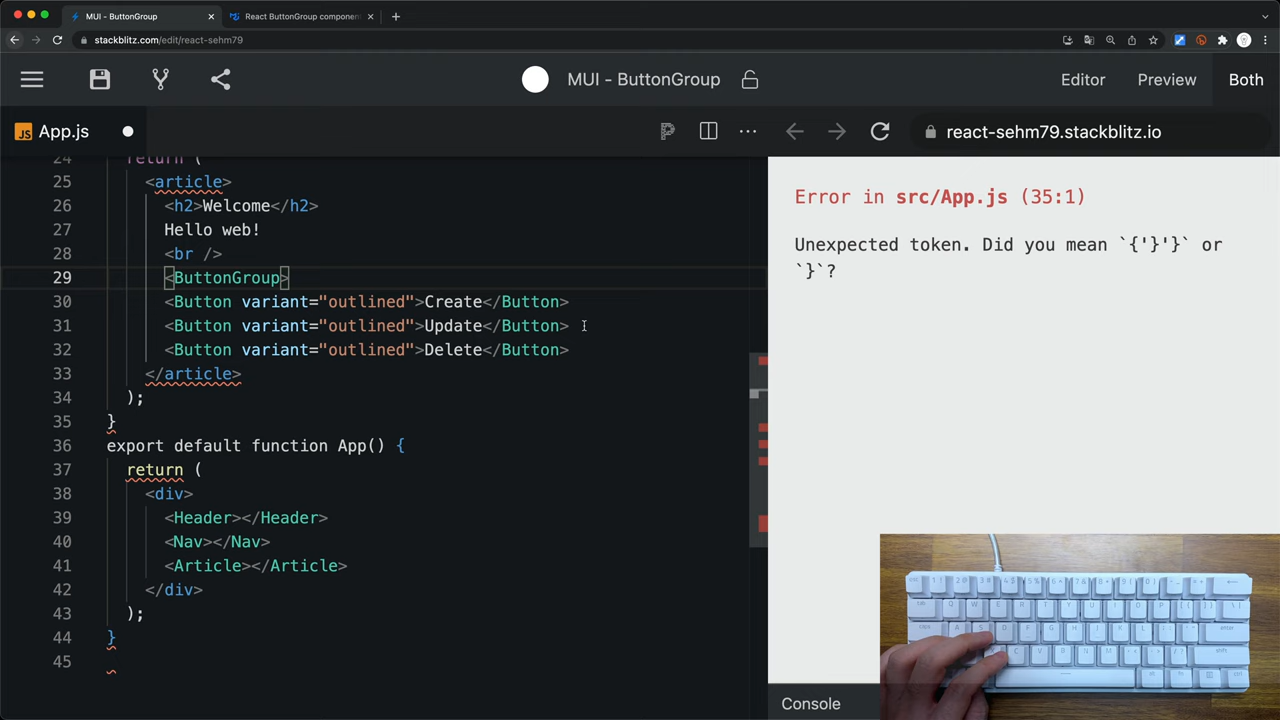 MUI - ButtonGroup
React ButtonGroup componen
stackblitz.com/edit/react-sehm79
MUI - ButtonGroup
Editor
Preview
Both
JS App.js
react-sehm79.stackblitz.io
24 return (
25 <article>
26 <h2>Welcome</h2>
27 Hello web!
28 <br />
29 <ButtonGroup>
30 <Button variant="outlined">Create</Button>
31 <Button variant="outlined">Update</Button>
32 <Button variant="outlined">Delete</Button>
33 </article>
34 );
35 }
36 export default function App() {
37 return (
38 <div>
39 <Header></Header>
40 <Nav></Nav>
41 <Article></Article>
42 </div>
43 );
44 }
45
Error in src/App.js (35:1)
Unexpected token. Did you mean `{'}'}` or
`&rbrace;`?
Console